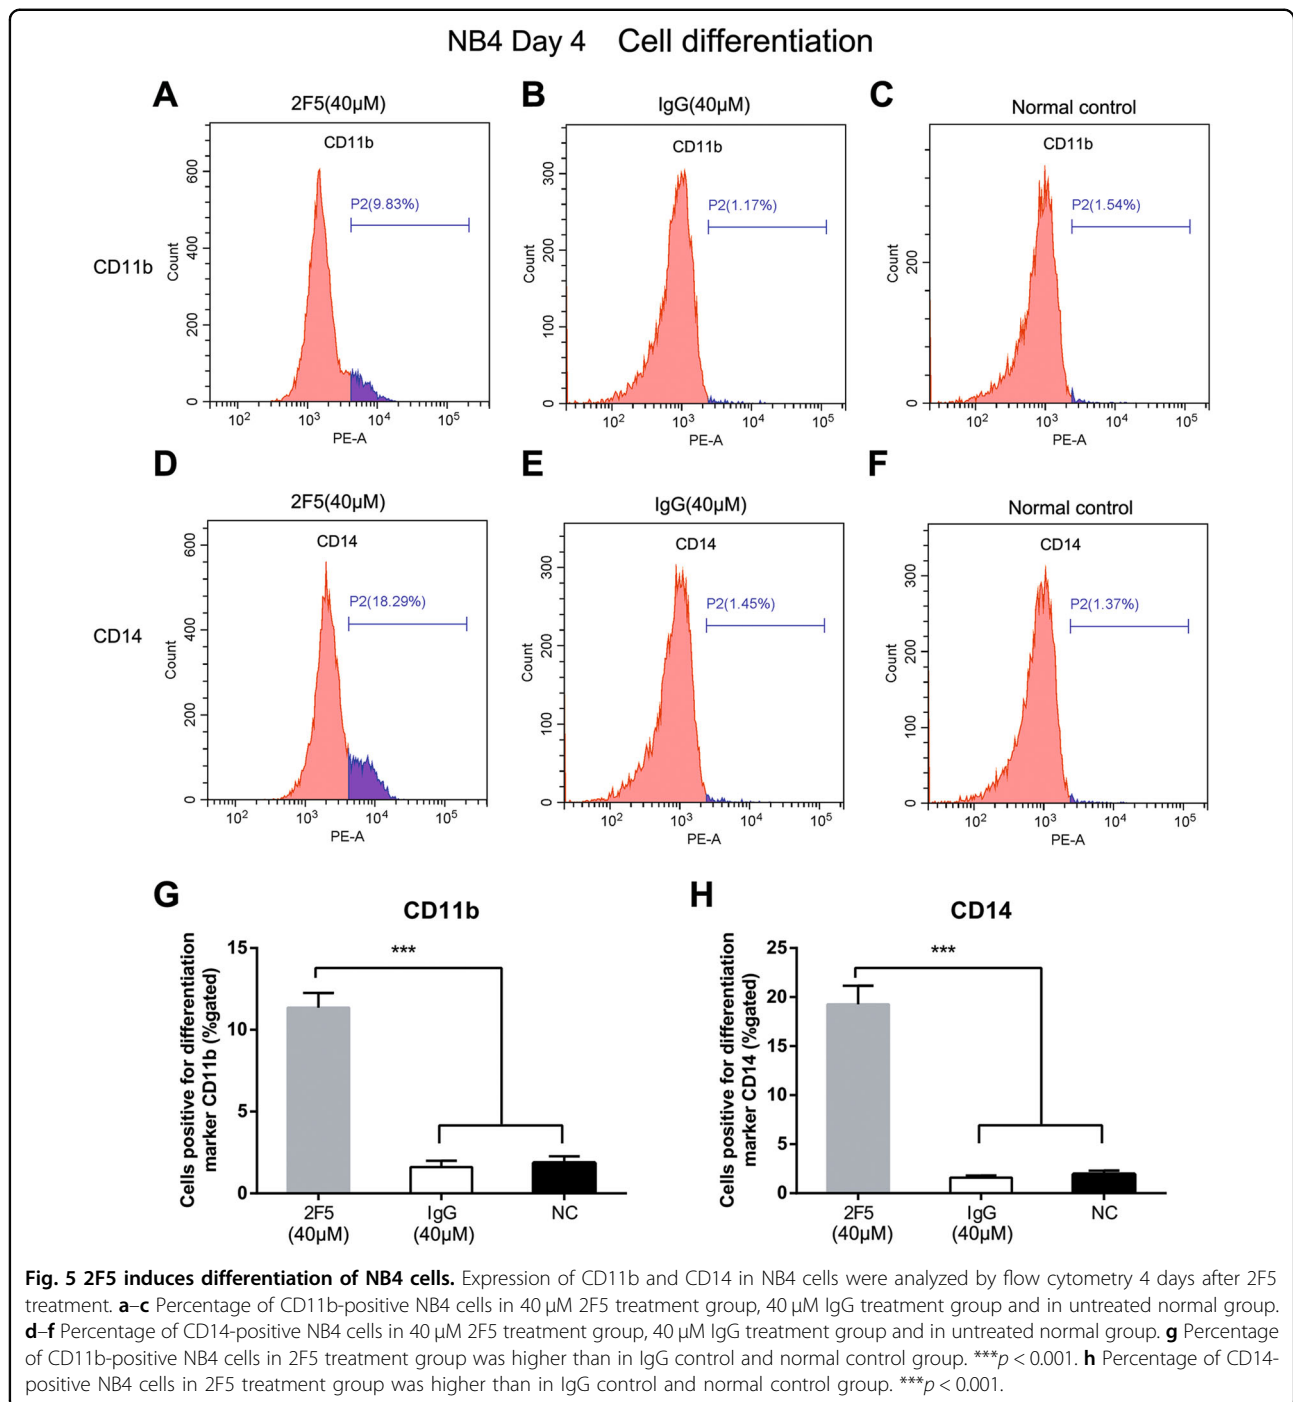 NB4 Day 4 Cell differentiation
A
2F5(40μM)
CD11b
P2(9.83%)
CD11b
Count
600
400
200
0
10² 10³ 10⁴ 10⁵
PE-A
B
IgG(40μM)
CD11b
P2(1.17%)
Count
300
200
100
0
10² 10³ 10⁴ 10⁵
PE-A
C
Normal control
CD11b
P2(1.54%)
Count
200
0
10² 10³ 10⁴ 10⁵
PE-A
D
2F5(40μM)
CD14
P2(18.29%)
CD14
Count
600
400
200
0
10² 10³ 10⁴ 10⁵
PE-A
E
IgG(40μM)
CD14
P2(1.45%)
Count
300
200
100
0
10² 10³ 10⁴ 10⁵
PE-A
F
Normal control
CD14
P2(1.37%)
Count
300
200
100
0
10² 10³ 10⁴ 10⁵
PE-A
G
CD11b
Cells positive for differentiation
marker CD11b (%gated)
15
10
5
0
***
2F5 IgG NC
(40μM) (40μM)
H
CD14
Cells positive for differentiation
marker CD14 (%gated)
25
20
15
10
5
0
***
2F5 IgG NC
(40μM) (40μM)
Fig. 5 2F5 induces differentiation of NB4 cells. Expression of CD11b and CD14 in NB4 cells were analyzed by flow cytometry 4 days after 2F5
treatment. a–c Percentage of CD11b-positive NB4 cells in 40 μM 2F5 treatment group, 40 μM IgG treatment group and in untreated normal group.
d–f Percentage of CD14-positive NB4 cells in 40 μM 2F5 treatment group, 40 μM IgG treatment group and in untreated normal group. g Percentage
of CD11b-positive NB4 cells in 2F5 treatment group was higher than in IgG control and normal control group. ***p < 0.001. h Percentage of CD14-
positive NB4 cells in 2F5 treatment group was higher than in IgG control and normal control group. ***p < 0.001.